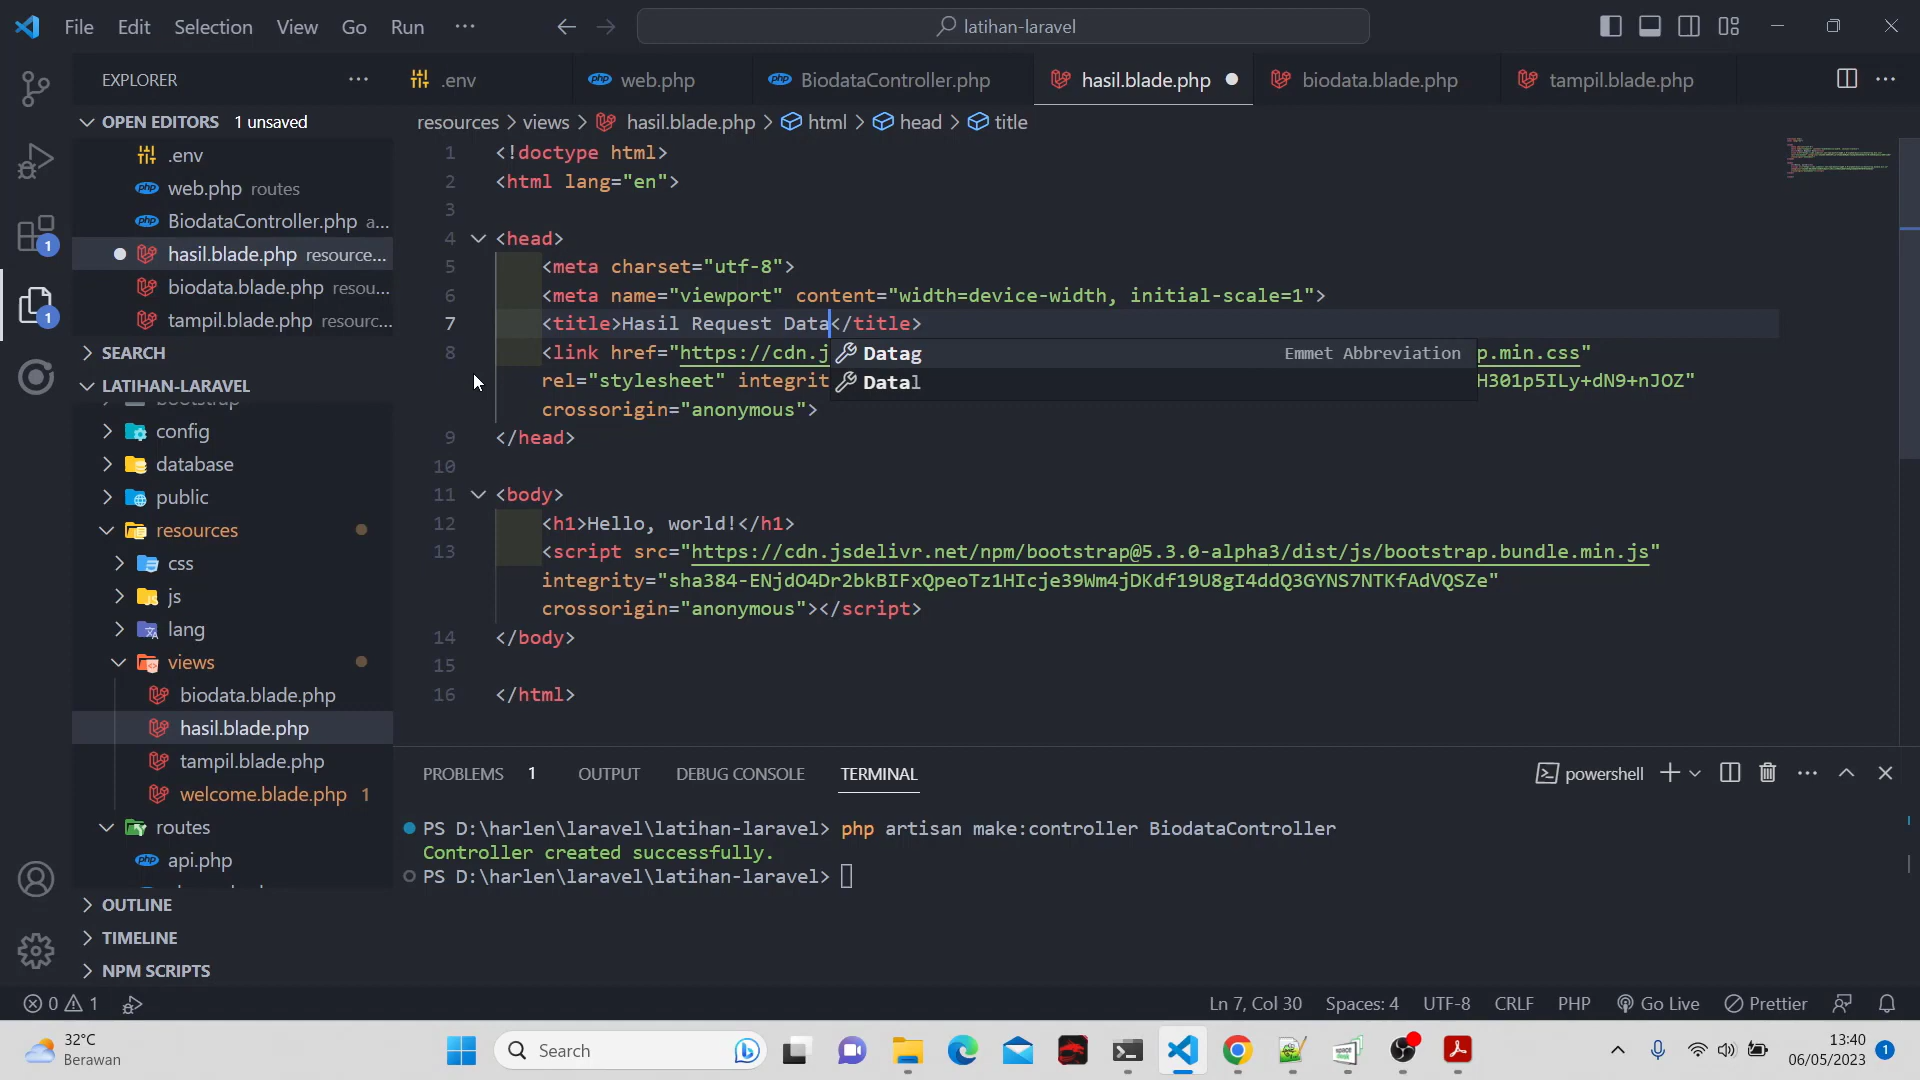 File Edit Selection View Go Run ··· latihan-laravel
EXPLORER ···
.env web.php BiodataController.php hasil.blade.php biodata.blade.php tampil.blade.php ···
OPEN EDITORS 1 unsaved
.env
web.php routes
BiodataController.php a...
hasil.blade.php resource...
biodata.blade.php resou...
tampil.blade.php resourc...
SEARCH
LATIHAN-LARAVEL
bootstrap
config
database
public
resources
css
js
lang
views
biodata.blade.php
hasil.blade.php
tampil.blade.php
welcome.blade.php 1
routes
api.php
OUTLINE
TIMELINE
NPM SCRIPTS
resources > views > hasil.blade.php > html > head > title
1 <!doctype html>
2 <html lang="en">
3
4 <head>
5 <meta charset="utf-8">
6 <meta name="viewport" content="width=device-width, initial-scale=1">
7 <title>Hasil Request Data</title>
8 <link href="https://cdn.j p.min.css"
rel="stylesheet" integrit H301p5ILy+dN9+nJOZ"
crossorigin="anonymous">
Datag Emmet Abbreviation
Datal
9 </head>
10
11 <body>
12 <h1>Hello, world!</h1>
13 <script src="https://cdn.jsdelivr.net/npm/bootstrap@5.3.0-alpha3/dist/js/bootstrap.bundle.min.js"
integrity="sha384-ENjdO4Dr2bkBIFxQpeoTz1HIcje39Wm4jDKdf19U8gI4ddQ3GYNS7NTKfAdVQSZe"
crossorigin="anonymous"></script>
14 </body>
15
16 </html>
PROBLEMS 1 OUTPUT DEBUG CONSOLE TERMINAL powershell ···
PS D:\harlen\laravel\latihan-laravel> php artisan make:controller BiodataController
Controller created successfully.
PS D:\harlen\laravel\latihan-laravel>
0 1 Ln 7, Col 30 Spaces: 4 UTF-8 CRLF PHP Go Live Prettier
32°C
Berawan
Search
13:40
06/05/2023
1